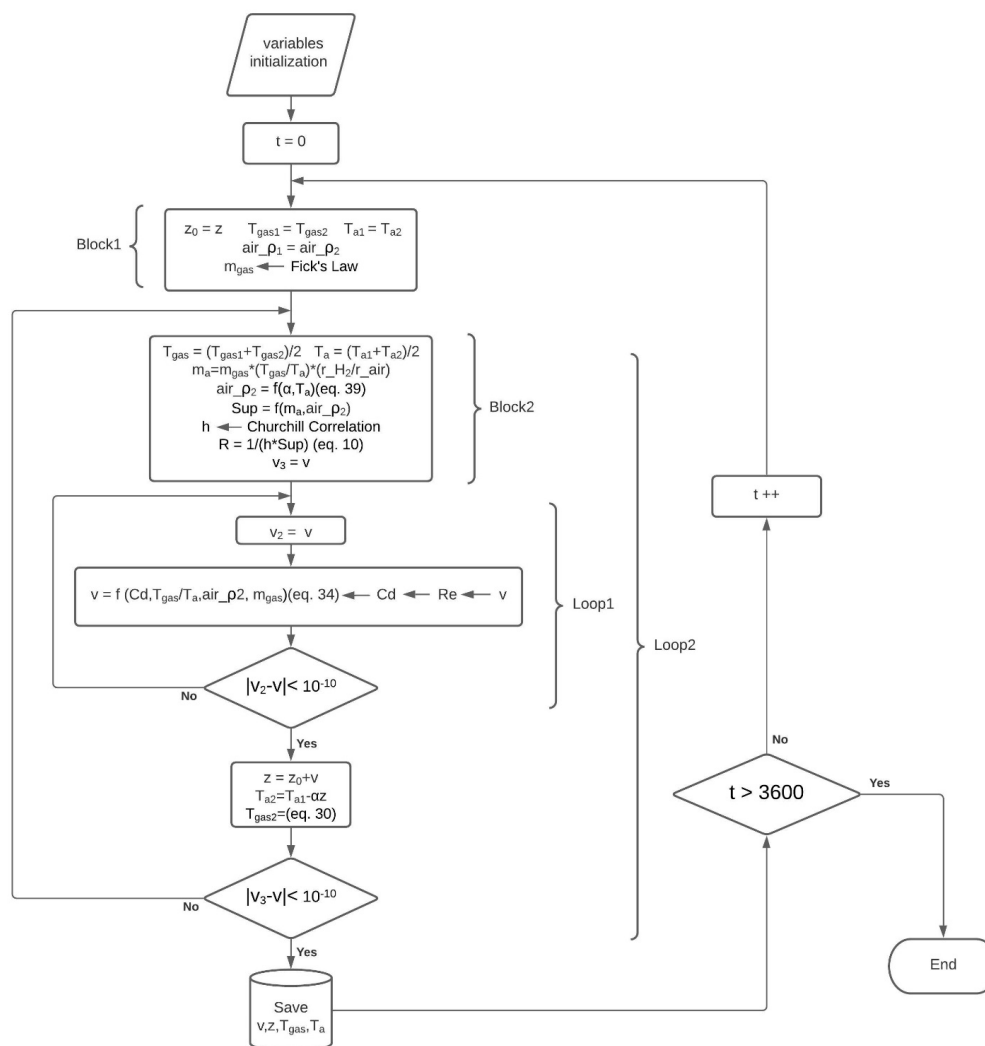 variables
initialization
t = 0
Block1
z₀ = z T_gas1 = T_gas2 T_a1 = T_a2
air_ρ₁ = air_ρ₂
m_gas ← Fick's Law
T_gas = (T_gas1+T_gas2)/2 T_a = (T_a1+T_a2)/2
m_a=m_gas*(T_gas/T_a)*(r_H₂/r_air)
air_ρ₂ = f(α,T_a)(eq. 39)
Sup = f(m_a,air_ρ₂)
h ← Churchill Correlation
R = 1/(h*Sup) (eq. 10)
v₃ = v
Block2
t ++
v₂ = v
v = f (Cd,T_gas/T_a,air_ρ2, m_gas)(eq. 34) ← Cd ← Re ← v
Loop1
Loop2
|v₂-v|< 10⁻¹⁰
No
Yes
z = z₀+v
T_a2=T_a1-αz
T_gas2=(eq. 30)
No
t > 3600
Yes
|v₃-v|< 10⁻¹⁰
No
Yes
End
Save
v,z,T_gas,T_a